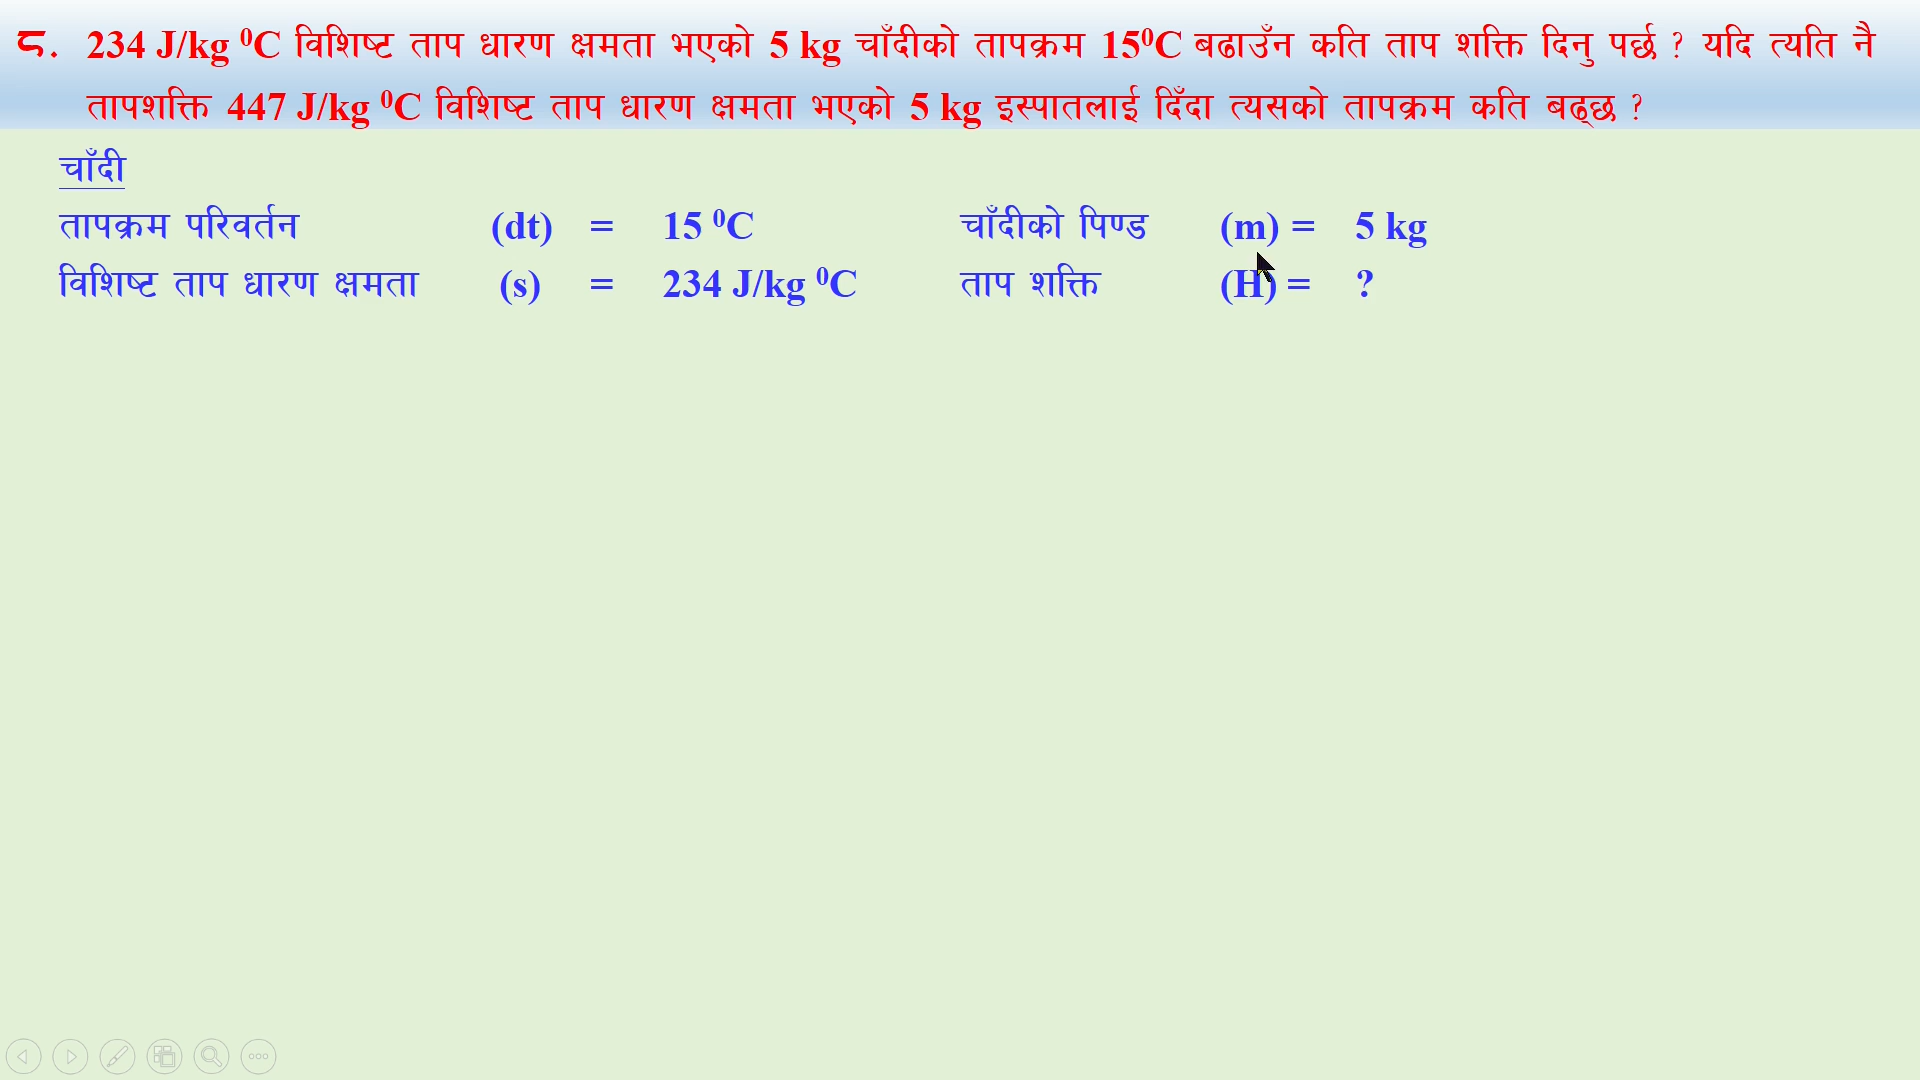 ८. 234 J/kg ⁰C विशिष्ट ताप धारण क्षमता भएको 5 kg चाँदीको तापक्रम 15⁰C बढाउँन कति ताप शक्ति दिनु पर्छ ? यदि त्यति नै
तापशक्ति 447 J/kg ⁰C विशिष्ट ताप धारण क्षमता भएको 5 kg इस्पातलाई दिँदा त्यसको तापक्रम कति बढ्छ ?
चाँदी
तापक्रम परिवर्तन (dt) = 15 ⁰C चाँदीको पिण्ड (m) = 5 kg
विशिष्ट ताप धारण क्षमता (s) = 234 J/kg ⁰C ताप शक्ति (H) = ?